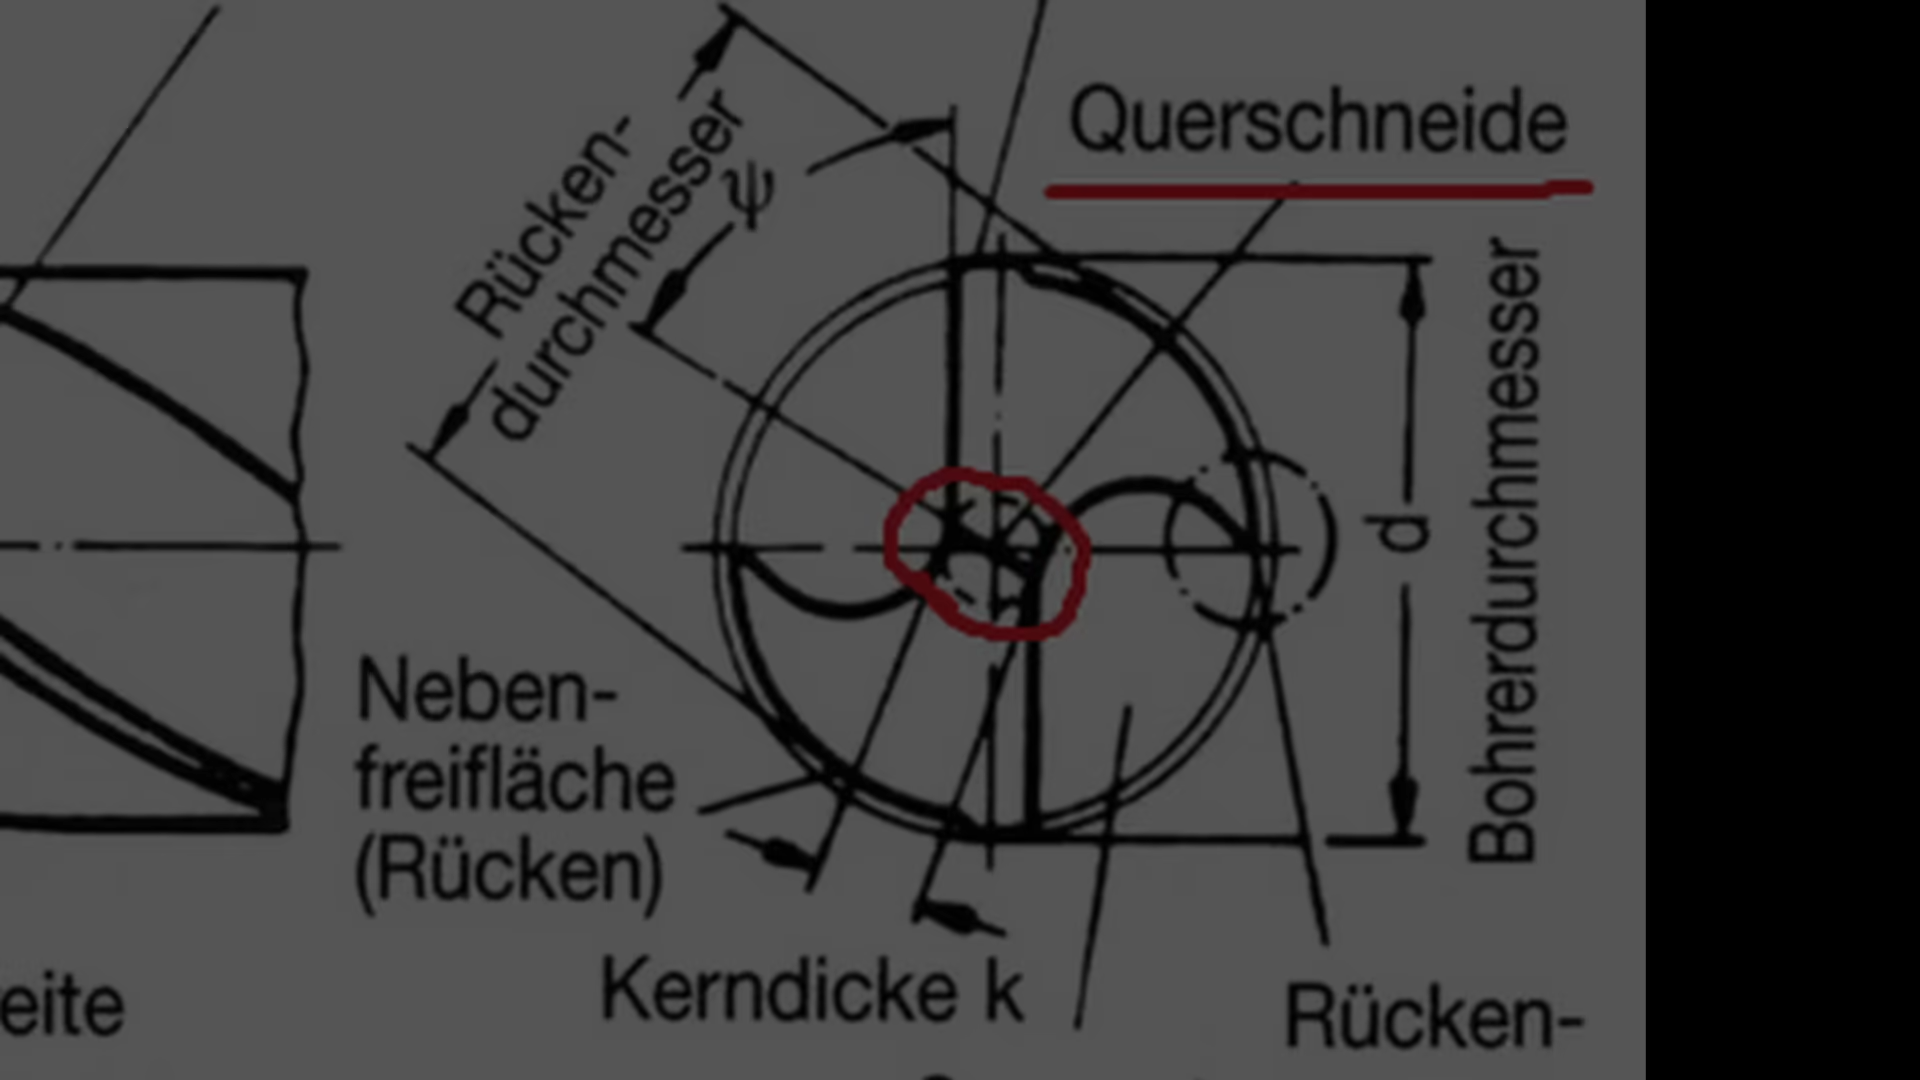 Querschneide
Rücken-
durchmesser
ψ
Bohrerdurchmesser
d
Neben-
freifläche
(Rücken)
Kerndicke k
eite
Rücken-